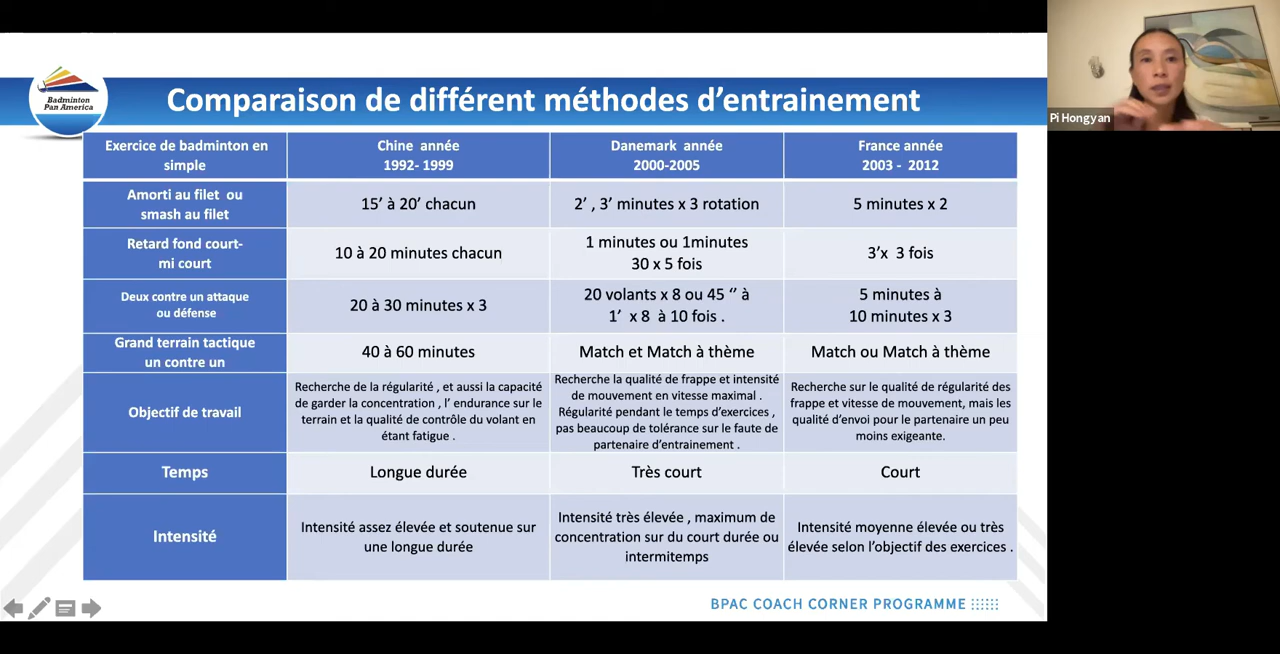 Badminton
Pan America
Comparaison de différent méthodes d'entrainement
Pi Hongyan
Exercice de badminton en
simple
Chine année
1992- 1999
Danemark année
2000-2005
France année
2003 - 2012
Amorti au filet ou
smash au filet
15' à 20' chacun
2' , 3' minutes x 3 rotation
5 minutes x 2
Retard fond court-
mi court
10 à 20 minutes chacun
1 minutes ou 1minutes
30 x 5 fois
3'x 3 fois
Deux contre un attaque
ou défense
20 à 30 minutes x 3
20 volants x 8 ou 45 '' à
1' x 8 à 10 fois .
5 minutes à
10 minutes x 3
Grand terrain tactique
un contre un
40 à 60 minutes
Match et Match à thème
Match ou Match à thème
Objectif de travail
Recherche de la régularité , et aussi la capacité
de garder la concentration , l' endurance sur le
terrain et la qualité de contrôle du volant en
étant fatigue .
Recherche la qualité de frappe et intensité
de mouvement en vitesse maximal .
Régularité pendant le temps d'exercices ,
pas beaucoup de tolérance sur le faute de
partenaire d'entrainement .
Recherche sur le qualité de régularité des
frappe et vitesse de mouvement, mais les
qualité d'envoi pour le partenaire un peu
moins exigeante.
Temps
Longue durée
Très court
Court
Intensité
Intensité assez élevée et soutenue sur
une longue durée
Intensité très élevée , maximum de
concentration sur du court durée ou
intermitemps
Intensité moyenne élevée ou très
élevée selon l'objectif des exercices .
BPAC COACH CORNER PROGRAMME